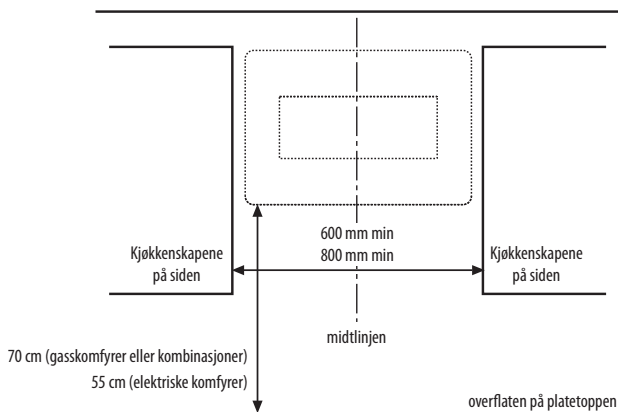 600 mm min
800 mm min
Kjøkkenskapene
på siden
Kjøkkenskapene
på siden
midtlinjen
70 cm (gasskomfyrer eller kombinasjoner)
55 cm (elektriske komfyrer)
overflaten på platetoppen